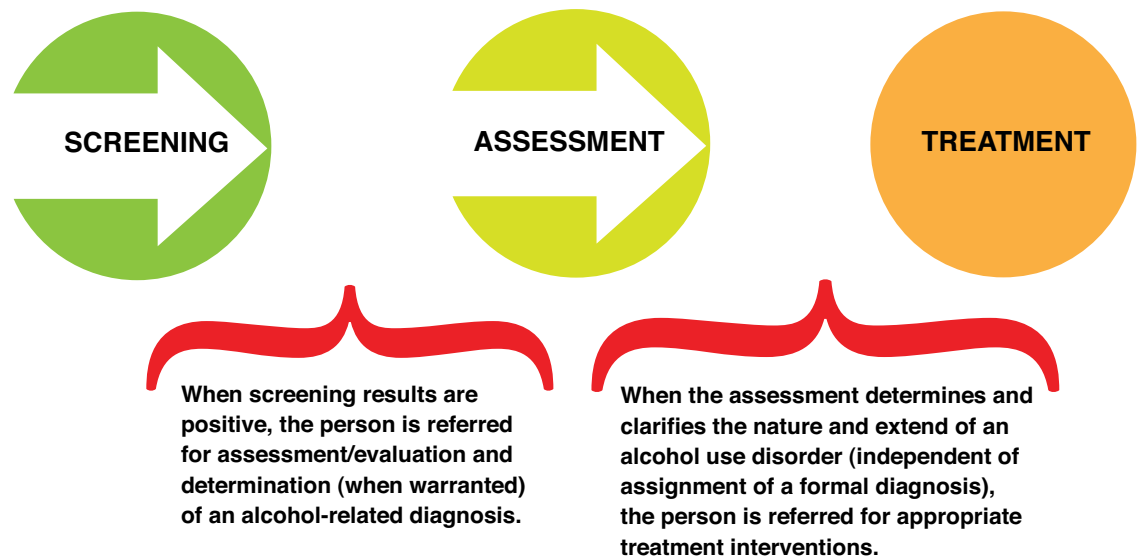 SCREENING
ASSESSMENT
TREATMENT
When screening results are
positive, the person is referred
for assessment/evaluation and
determination (when warranted)
of an alcohol-related diagnosis.
When the assessment determines and
clarifies the nature and extend of an
alcohol use disorder (independent of
assignment of a formal diagnosis),
the person is referred for appropriate
treatment interventions.